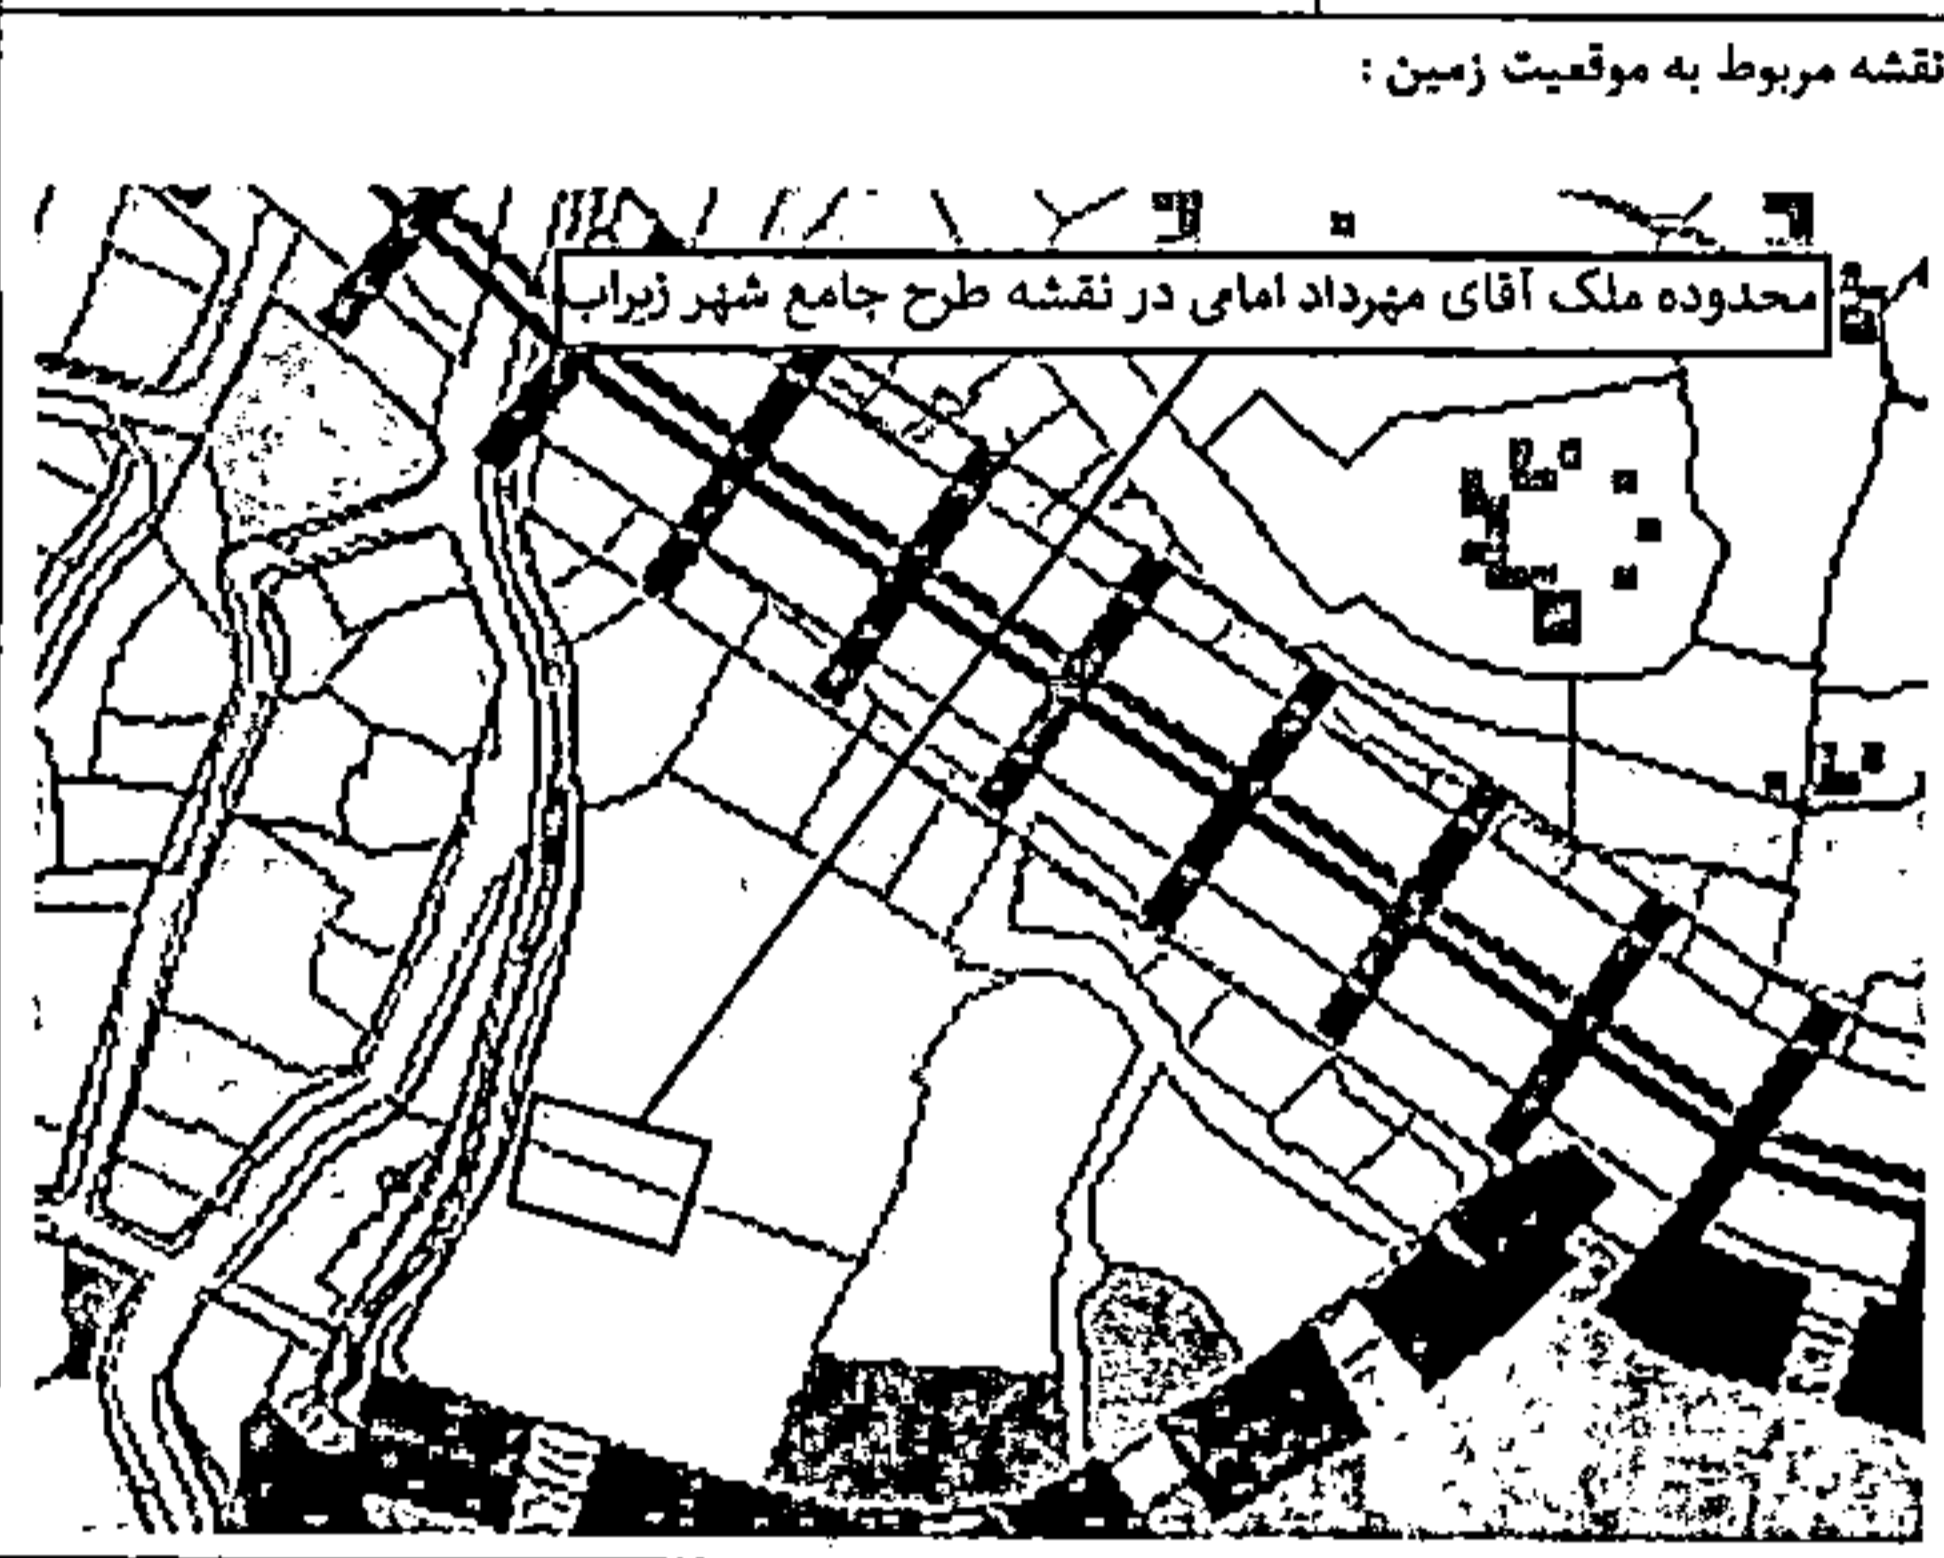 نقشه مربوط به موقعیت زمین :
محدوده ملک آقای مهرداد امامی در نقشه طرح جامع شهر زیراب